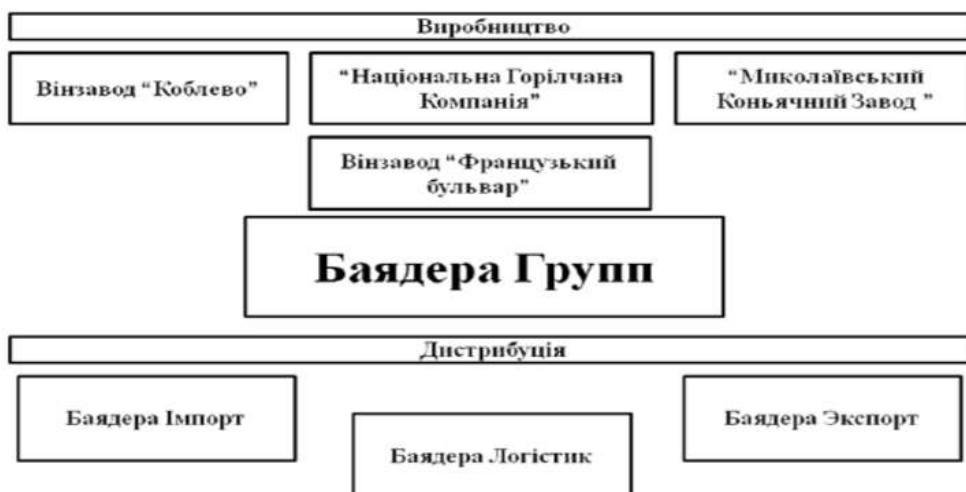 Виробництво
Вінзавод “Коблево”
“Національна Горілчана
Компанія”
“Миколаївський
Коньячний Завод ”
Вінзавод “Французький
бульвар”
Баядера Групп
Дистрибуція
Баядера Імпорт
Баядера Логістик
Баядера Экспорт